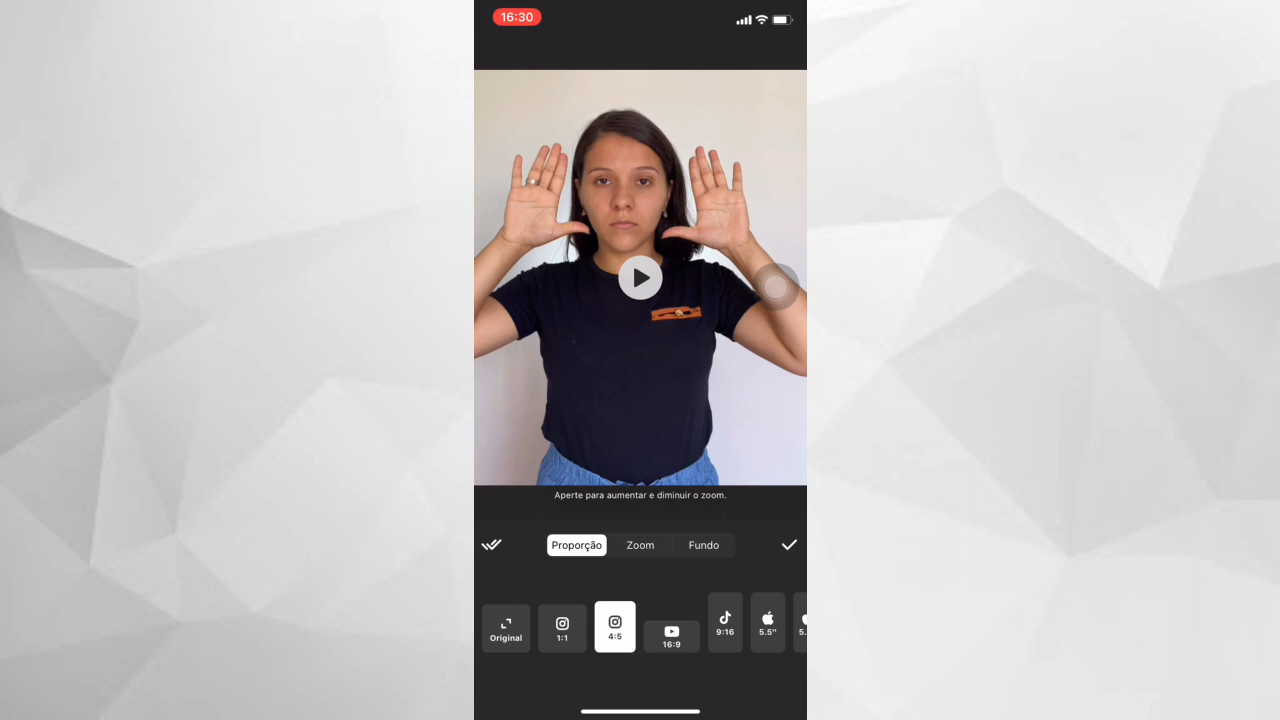 16:30
Aperte para aumentar e diminuir o zoom.
Proporção Zoom Fundo
Original 1:1 4:5 16:9 9:16 5.5" 5.